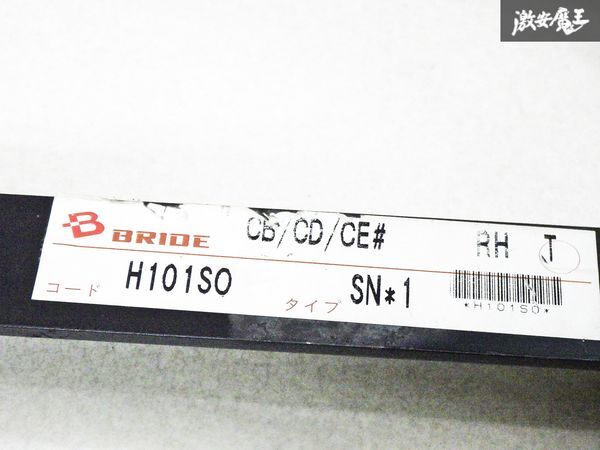 激安魔王
BRIDE CB/CD/CE# RH T
コード H101SO タイプ SN*1
*H101SO*